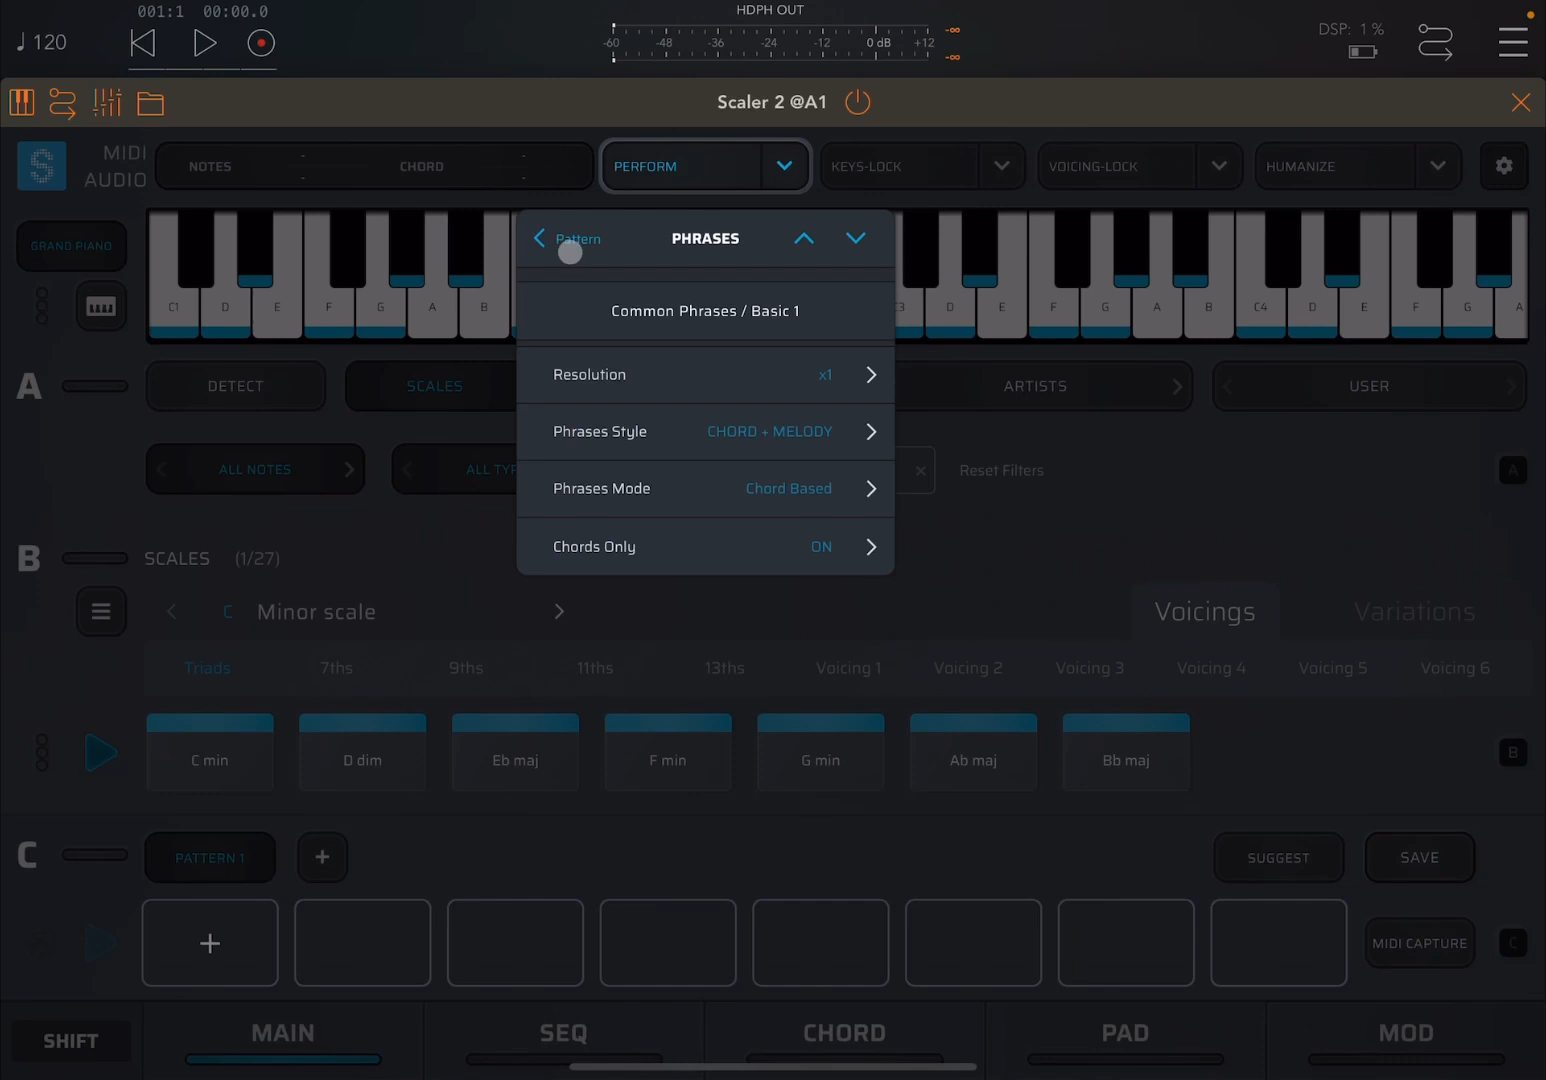 001:1 00:00.0
HDPH OUT
♩ 120
-60 -48 -36 -24 -12 0 dB +12
-∞
-∞
DSP: 1 %
Scaler 2 @A1
MIDI
AUDIO
NOTES - - CHORD - -
PERFORM
KEYS-LOCK
VOICING-LOCK
HUMANIZE
GRAND PIANO
Pattern
PHRASES
C1 D E F G A B
D E F G A B C4 D E F G A
Common Phrases / Basic 1
Resolution x1
Phrases Style CHORD + MELODY
Phrases Mode Chord Based
Chords Only ON
A
DETECT
SCALES
ARTISTS
USER
ALL NOTES
Reset Filters
A
B
SCALES (1/27)
C Minor scale
Voicings
Variations
Triads 7ths 9ths 11ths 13ths Voicing 1 Voicing 2 Voicing 3 Voicing 4 Voicing 5 Voicing 6
C min D dim Eb maj F min G min Ab maj Bb maj
B
C
PATTERN 1
+
SUGGEST
SAVE
+
MIDI CAPTURE
C
SHIFT
MAIN
SEQ
CHORD
PAD
MOD